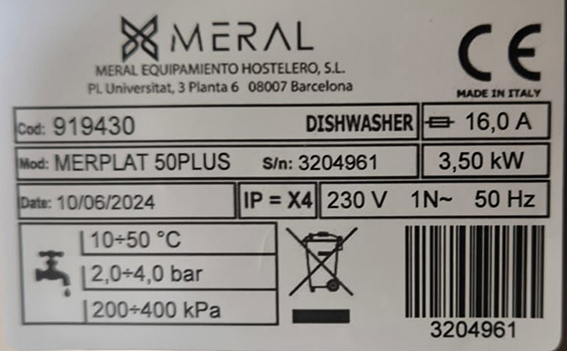 MERAL
MERAL EQUIPAMIENTO HOSTELERO, S.L.
Pl. Universitat, 3 Planta 6 08007 Barcelona
CE
MADE IN ITALY
Cod: 919430 DISHWASHER 16,0 A
Mod: MERPLAT 50PLUS S/n: 3204961 3,50 kW
Date: 10/06/2024 IP = X4 230 V 1N~ 50 Hz
10÷50 °C
2,0÷4,0 bar
200÷400 kPa
3204961